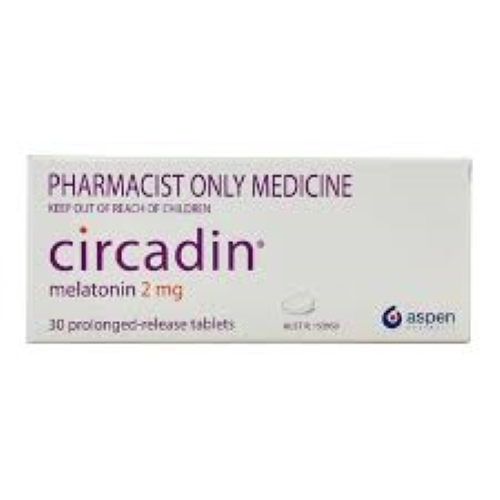 PHARMACIST ONLY MEDICINE
KEEP OUT OF REACH OF CHILDREN
circadin®
melatonin 2 mg
30 prolonged-release tablets
aspen